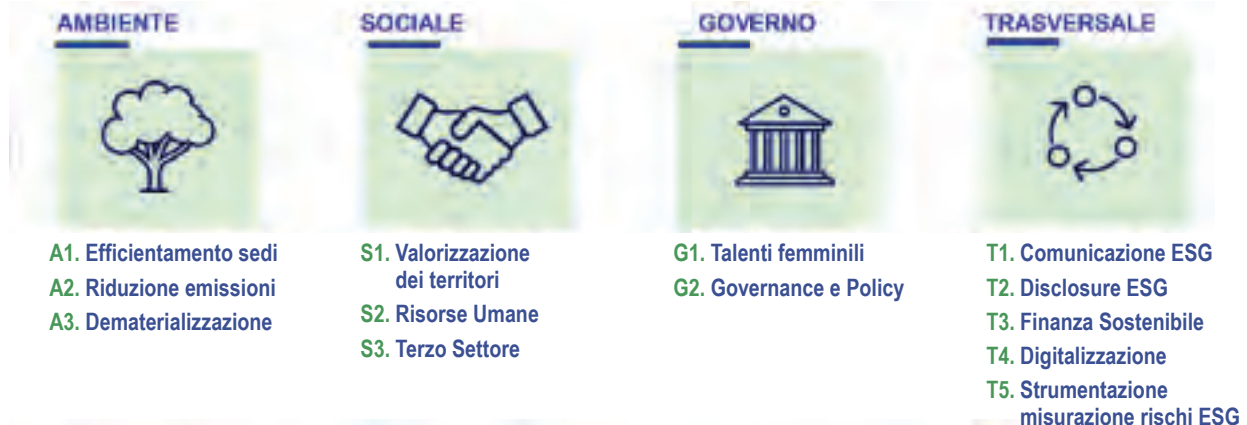 AMBIENTE
A1. Efficientamento sedi
A2. Riduzione emissioni
A3. Dematerializzazione
SOCIALE
S1. Valorizzazione
dei territori
S2. Risorse Umane
S3. Terzo Settore
GOVERNO
G1. Talenti femminili
G2. Governance e Policy
TRASVERSALE
T1. Comunicazione ESG
T2. Disclosure ESG
T3. Finanza Sostenibile
T4. Digitalizzazione
T5. Strumentazione
misurazione rischi ESG